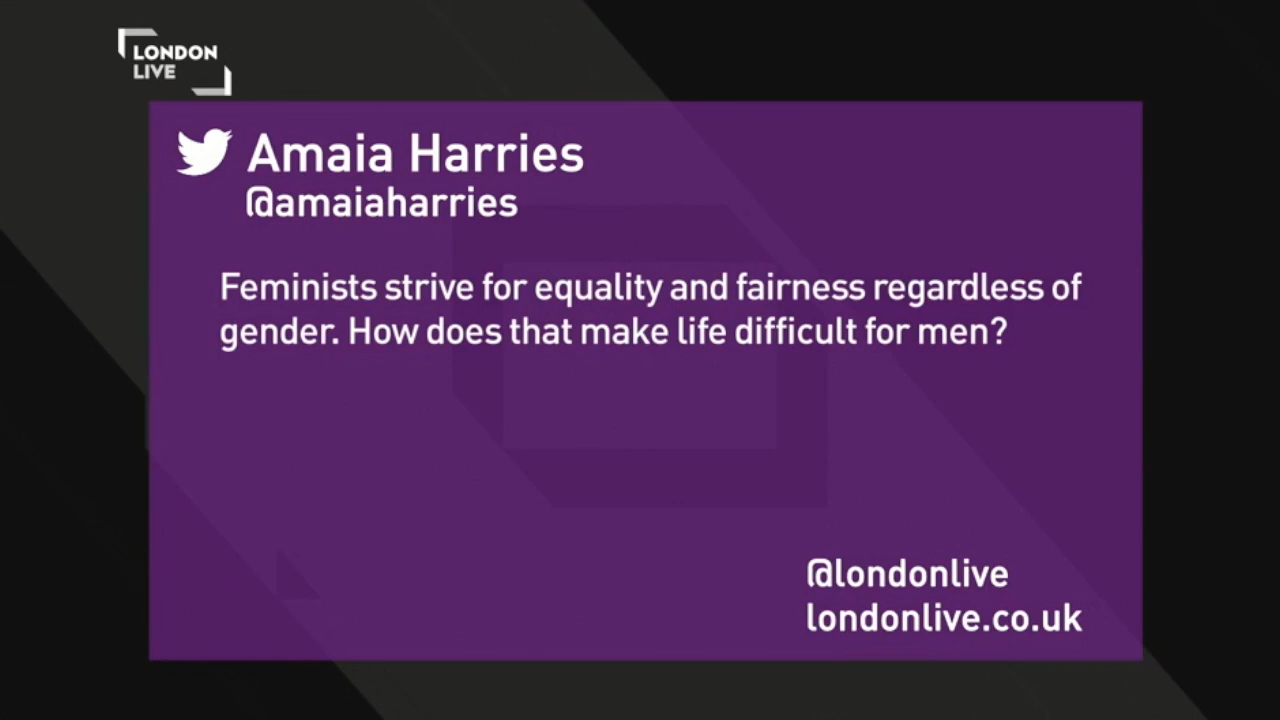 LONDON
LIVE
Amaia Harries
@amaiaharries
Feminists strive for equality and fairness regardless of
gender. How does that make life difficult for men?
@londonlive
londonlive.co.uk